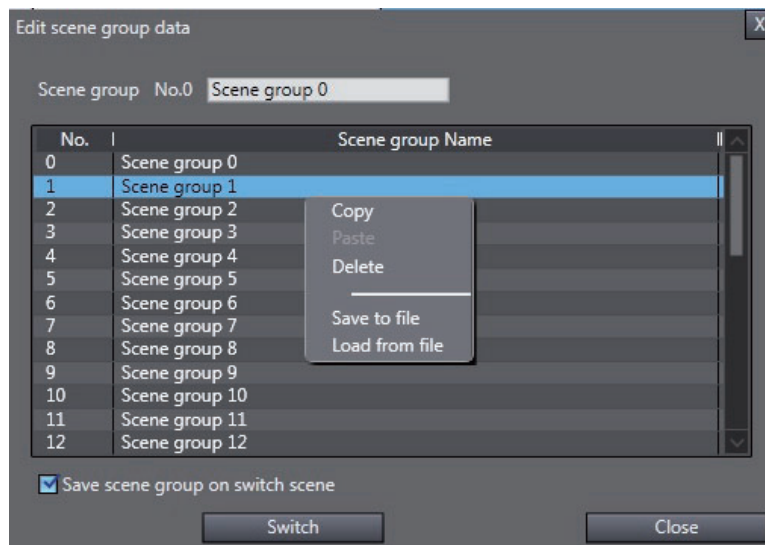 Edit scene group data
X
Scene group No.0 Scene group 0
No. Scene group Name
0 Scene group 0
1 Scene group 1
2 Scene group 2
3 Scene group 3
4 Scene group 4
5 Scene group 5
6 Scene group 6
7 Scene group 7
8 Scene group 8
9 Scene group 9
10 Scene group 10
11 Scene group 11
12 Scene group 12
Copy
Paste
Delete
Save to file
Load from file
Save scene group on switch scene
Switch
Close